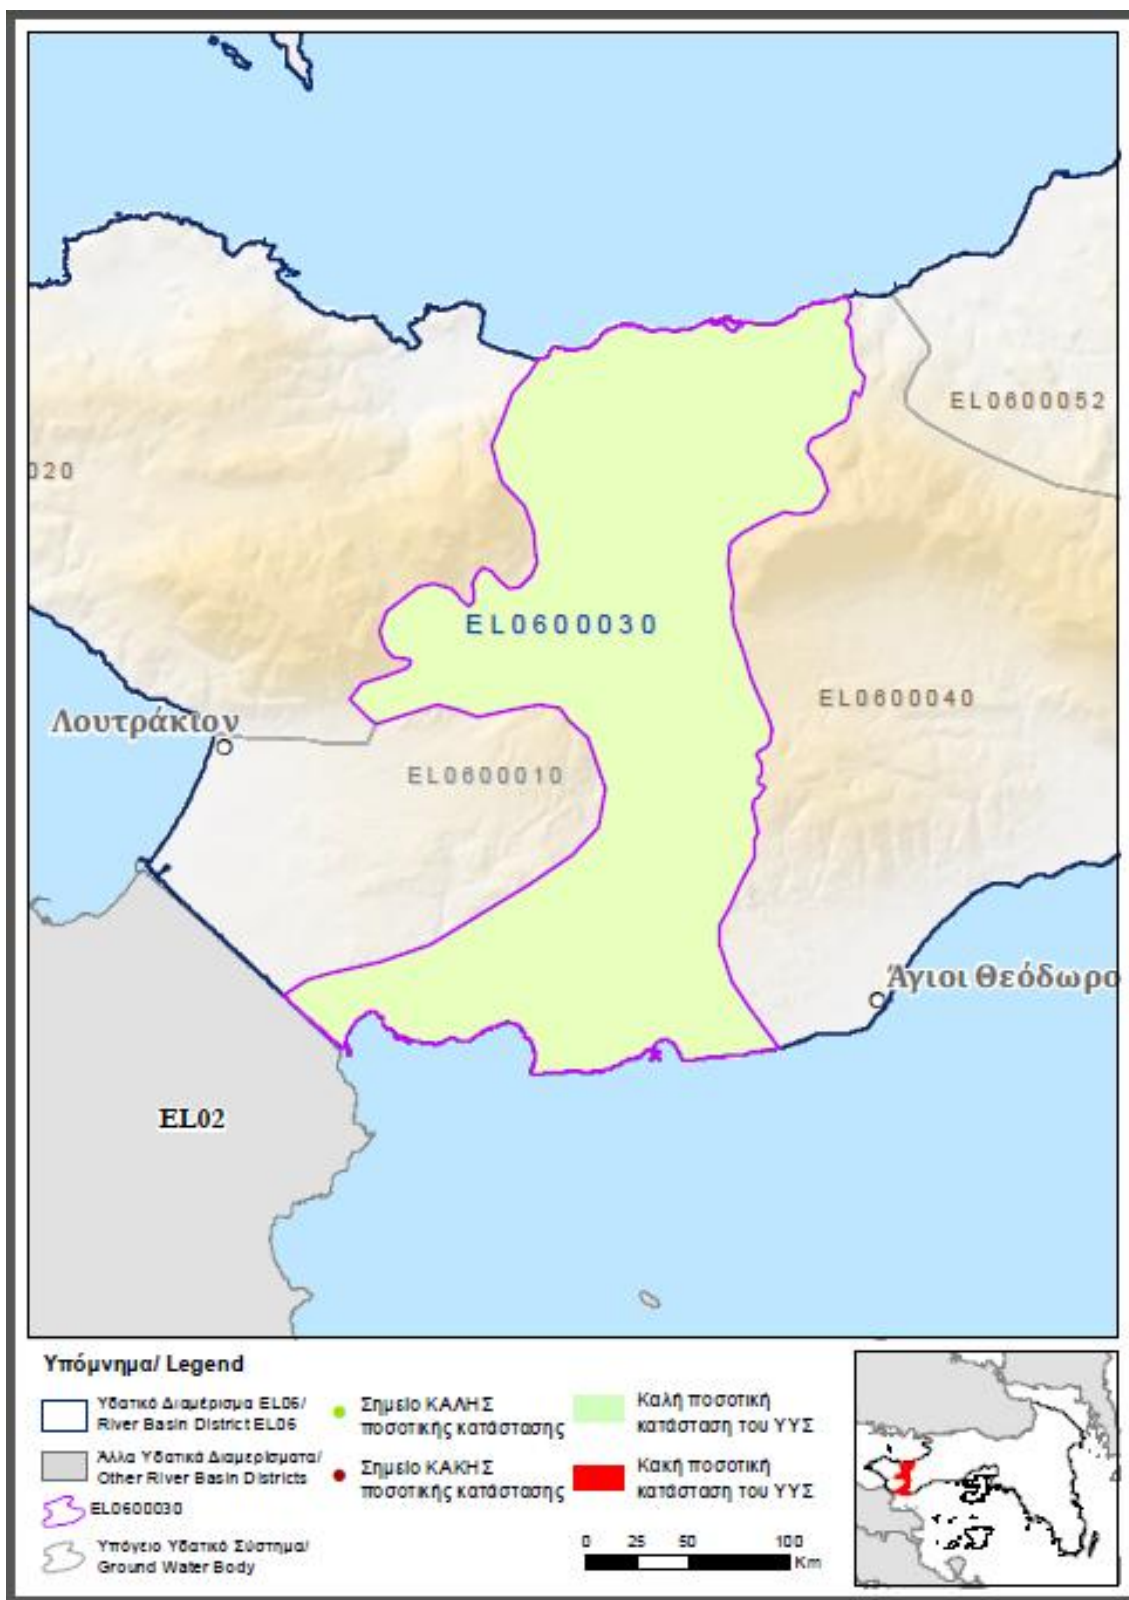 EL0600052
020
EL0600030
EL0600040
Λουτράκιον
EL0600010
Άγιοι Θεόδωρο
EL02
Υπόμνημα/ Legend
Υδατικό Διαμέρισμα EL06/
River Basin District EL06
Άλλα Υδατικά Διαμερίσματα/
Other River Basin Districts
EL0600030
Υπόγειο Υδατικό Σύστημα/
Ground Water Body
Σημείο ΚΑΛΗΣ
ποσοτικής κατάστασης
Σημείο ΚΑΚΗΣ
ποσοτικής κατάστασης
Καλή ποσοτική
κατάσταση του ΥΥΣ
Κακή ποσοτική
κατάσταση του ΥΥΣ
0 25 50 100
Km